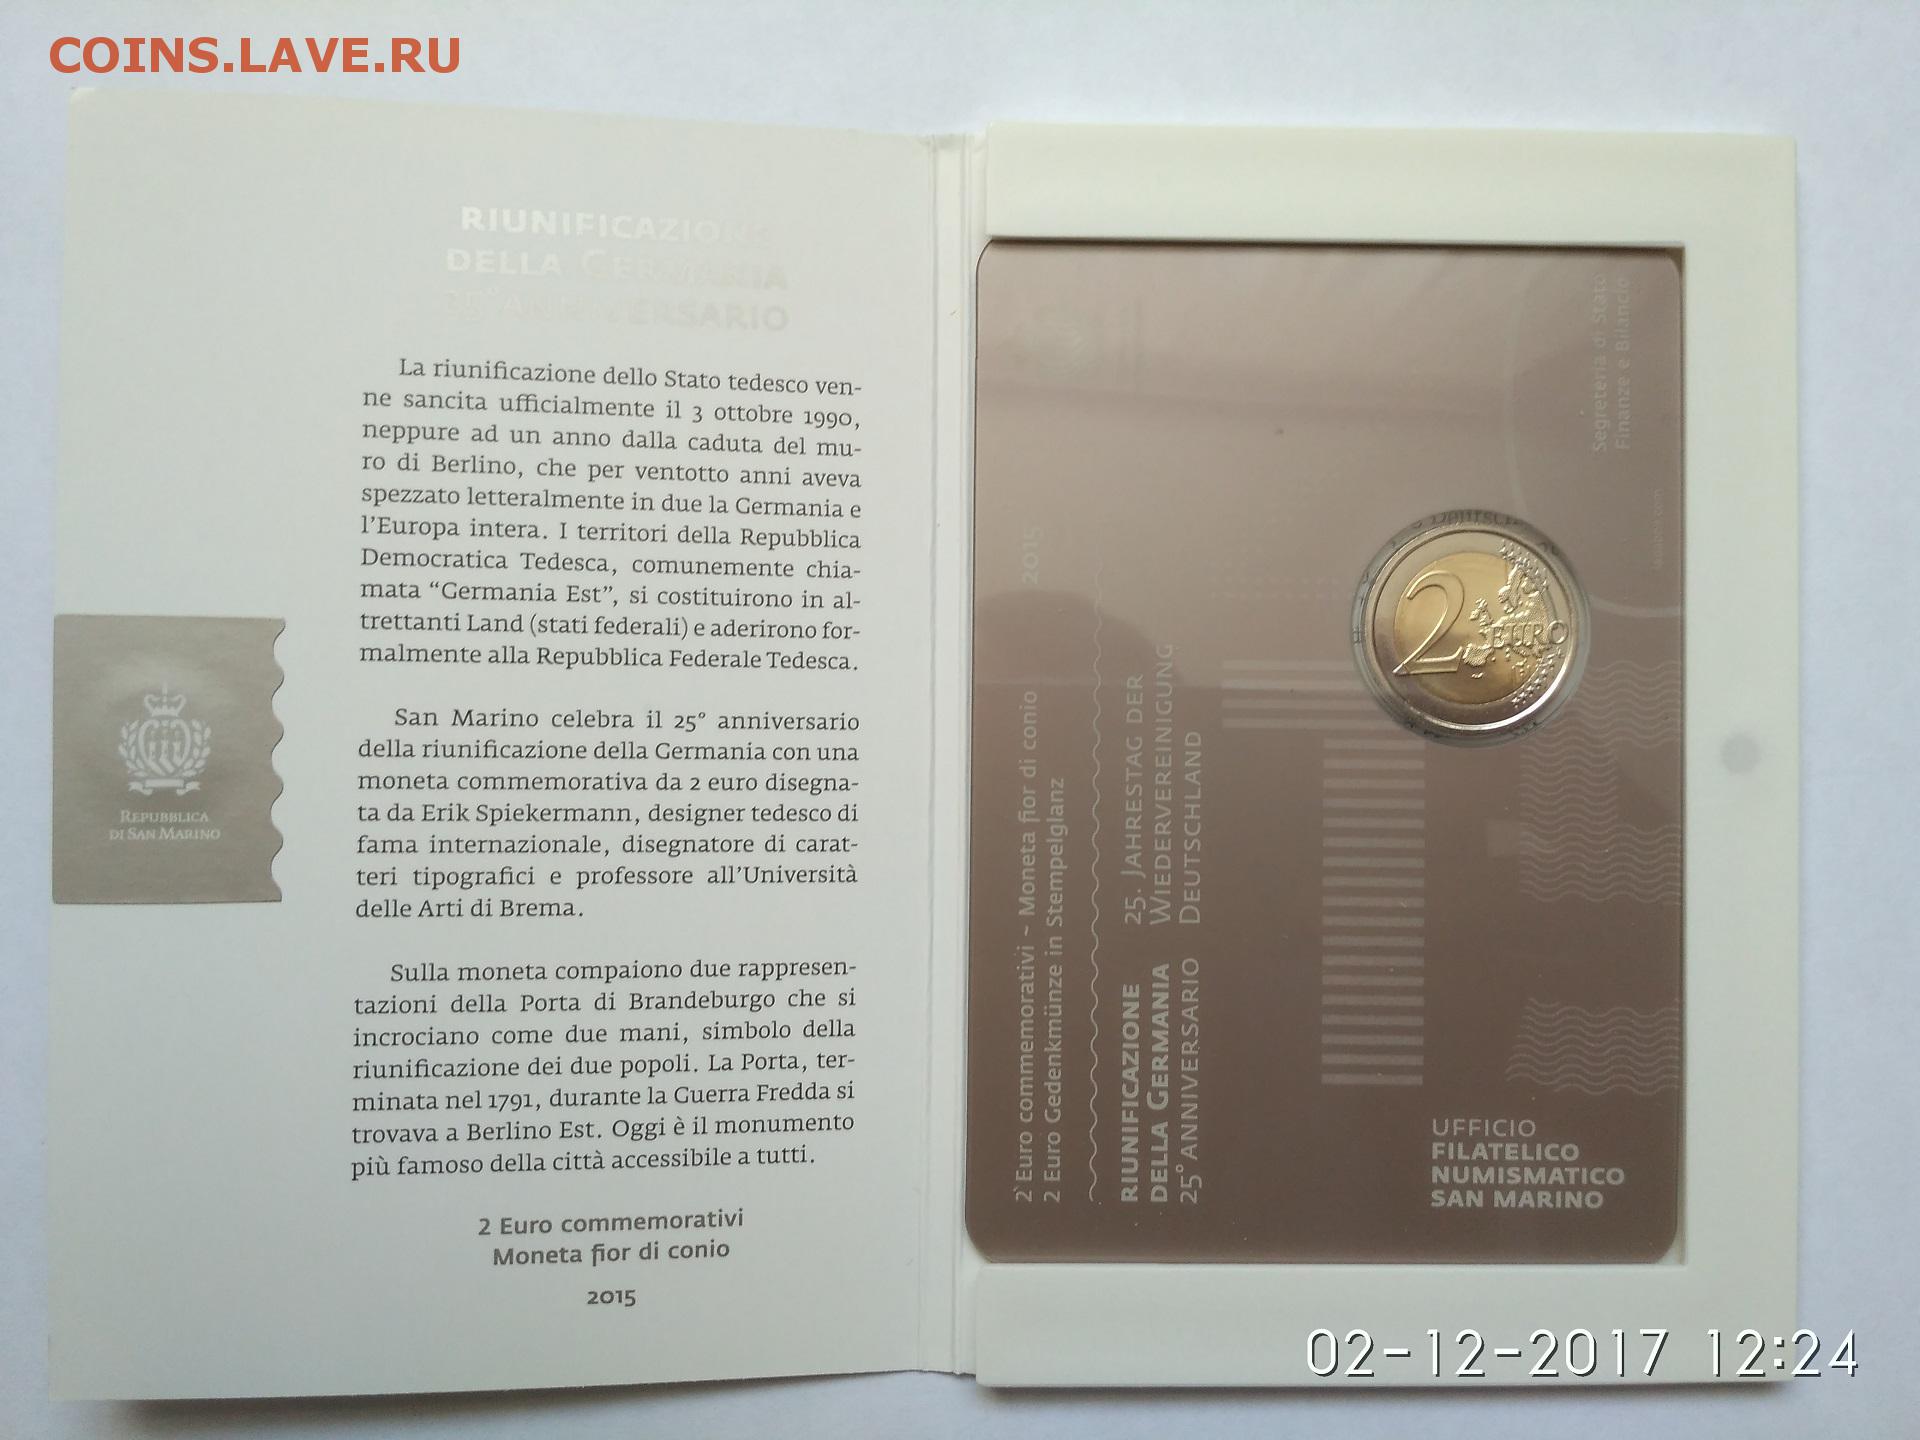 COINS.LAVE.RU
RIUNIFICAZIONE
DELLA GERMANIA
25° ANNIVERSARIO
La riunificazione dello Stato tedesco ven-
ne sancita ufficialmente il 3 ottobre 1990,
neppure ad un anno dalla caduta del mu-
ro di Berlino, che per ventotto anni aveva
spezzato letteralmente in due la Germania e
l'Europa intera. I territori della Repubblica
Democratica Tedesca, comunemente chia-
mata “Germania Est”, si costituirono in al-
trettanti Land (stati federali) e aderirono for-
malmente alla Repubblica Federale Tedesca.
San Marino celebra il 25° anniversario
della riunificazione della Germania con una
moneta commemorativa da 2 euro disegna-
ta da Erik Spiekermann, designer tedesco di
fama internazionale, disegnatore di carat-
teri tipografici e professore all'Università
delle Arti di Brema.
Sulla moneta compaiono due rappresen-
tazioni della Porta di Brandeburgo che si
incrociano come due mani, simbolo della
riunificazione dei due popoli. La Porta, ter-
minata nel 1791, durante la Guerra Fredda si
trovava a Berlino Est. Oggi è il monumento
più famoso della città accessibile a tutti.
2 Euro commemorativi
Moneta fior di conio
2015
REPUBBLICA
DI SAN MARINO
2 Euro commemorativi ~ Moneta fior di conio 2015
2 Euro Gedenkmünze in Stempelglanz
RIUNIFICAZIONE
DELLA GERMANIA
25° ANNIVERSARIO
25. JAHRESTAG DER
WIEDERVEREINIGUNG
DEUTSCHLAND
Segreteria di Stato
Finanze e Bilancio
2 EURO
UFFICIO
FILATELICO
NUMISMATICO
SAN MARINO
02-12-2017 12:24